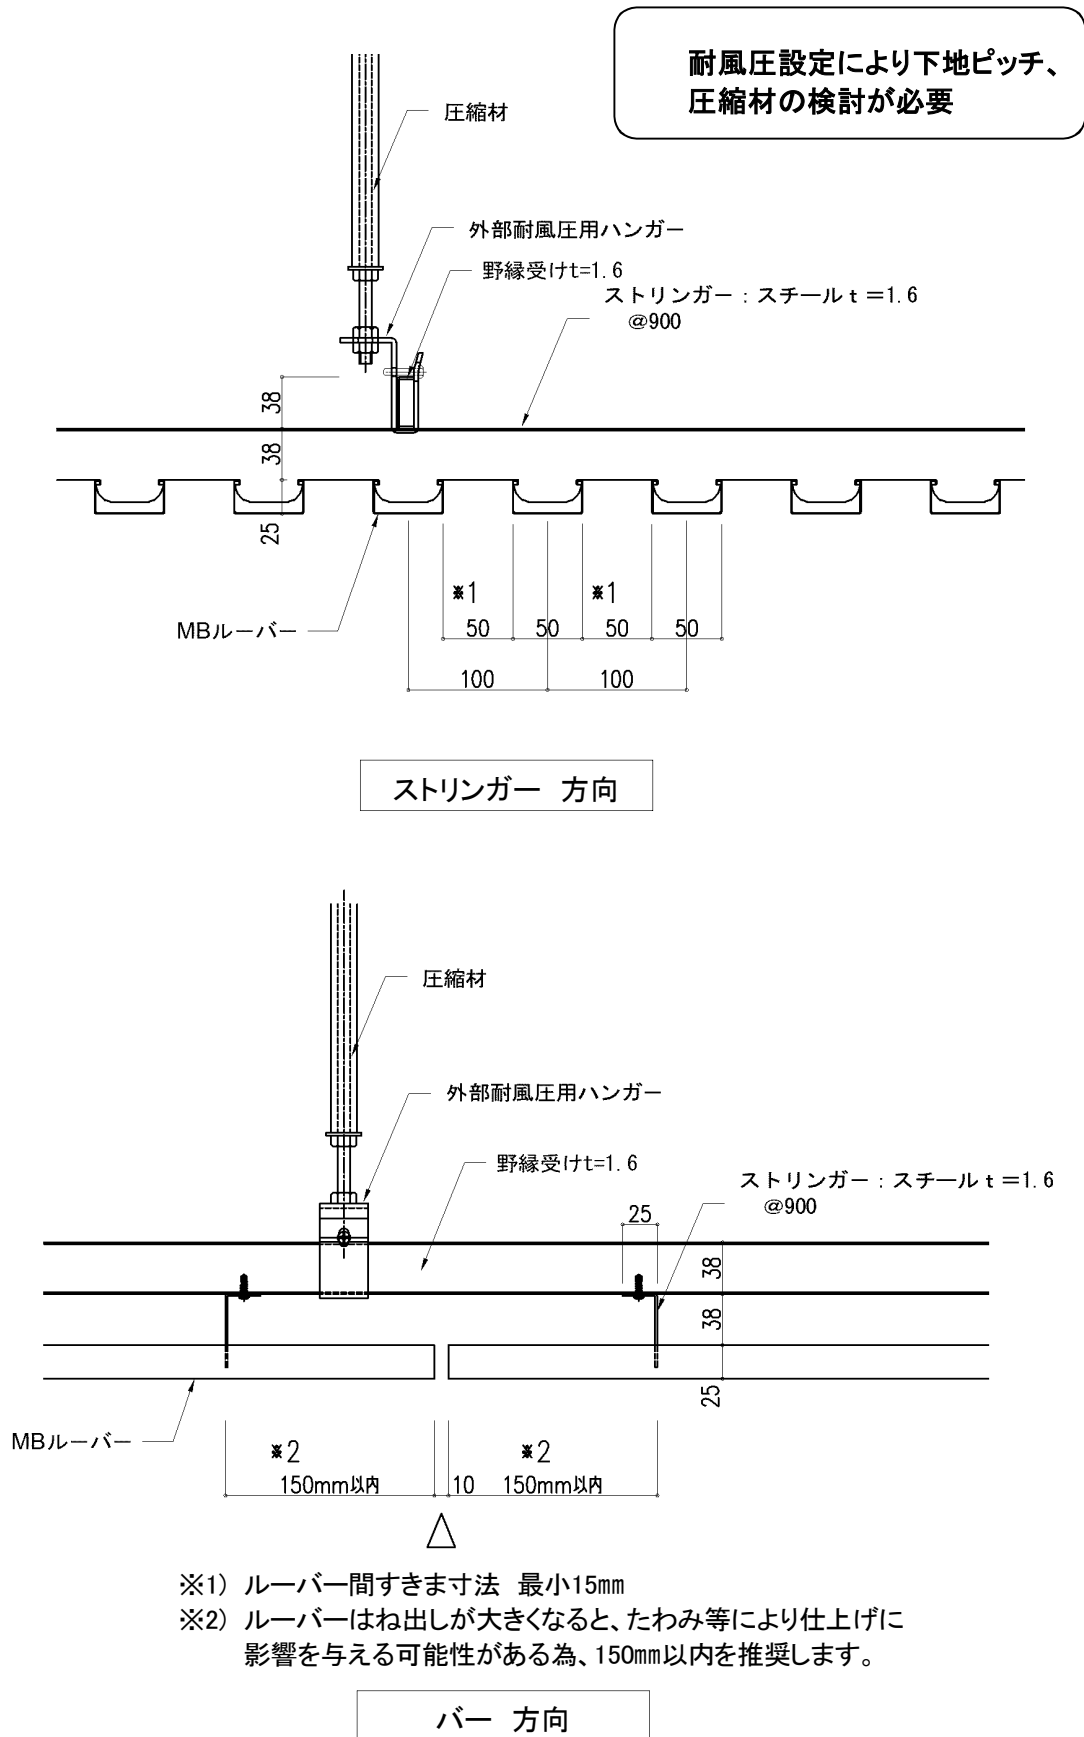 耐風圧設定により下地ピッチ、
圧縮材の検討が必要
圧縮材
外部耐風圧用ハンガー
野縁受けt=1.6
ストリンガー：スチールｔ＝1.6
@900
38
38
25
※1
※1
MBルーバー
50
50
50
50
100
100
ストリンガー 方向
圧縮材
外部耐風圧用ハンガー
野縁受けt=1.6
ストリンガー：スチールｔ＝1.6
@900
25
38
38
25
MBルーバー
※2
※2
150mm以内
10
150mm以内
※1) ルーバー間すきま寸法 最小15mm
※2) ルーバーはね出しが大きくなると、たわみ等により仕上げに
影響を与える可能性がある為、150mm以内を推奨します。
バー 方向